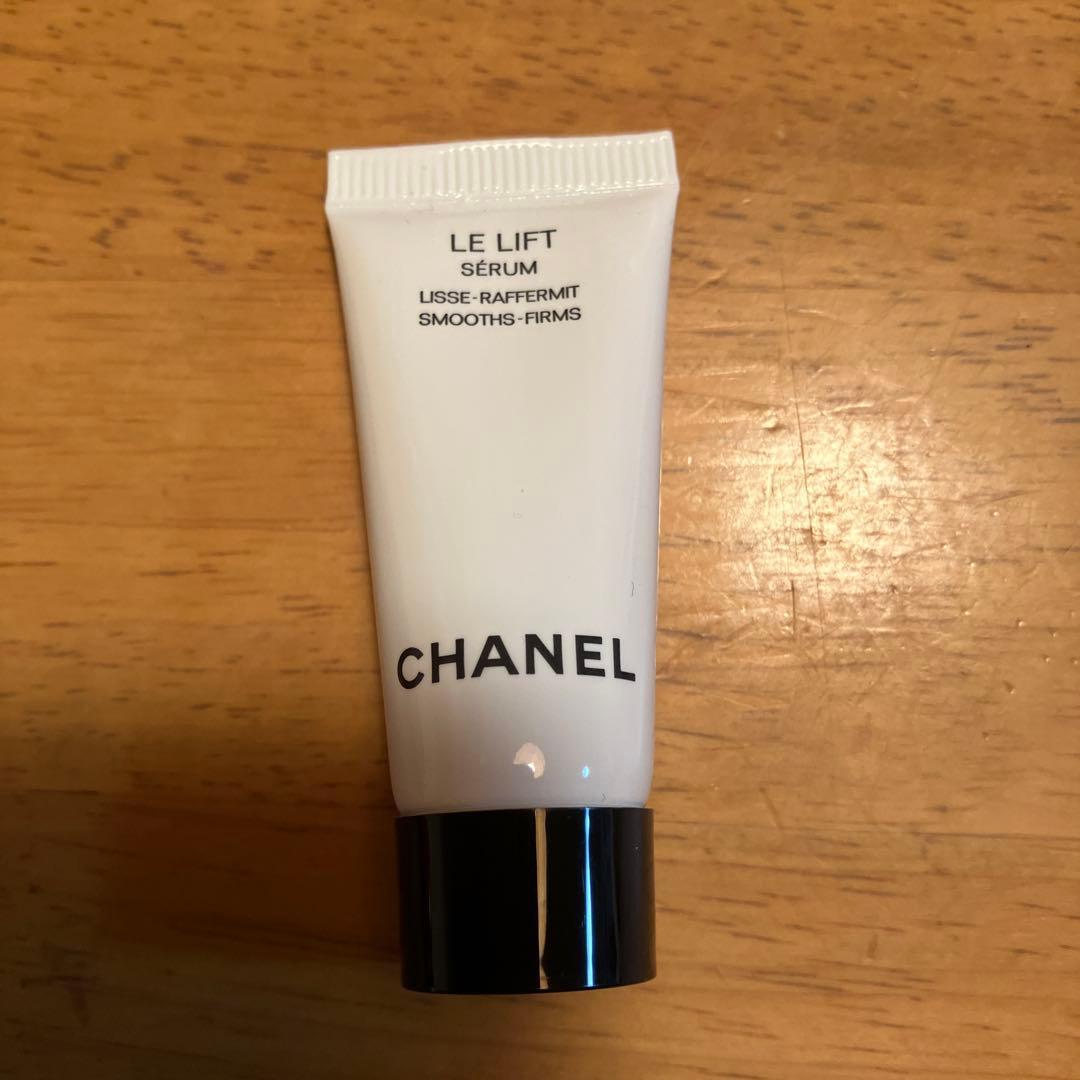 LE LIFT
SÉRUM
LISSE-RAFFERMIT
SMOOTHS-FIRMS
CHANEL